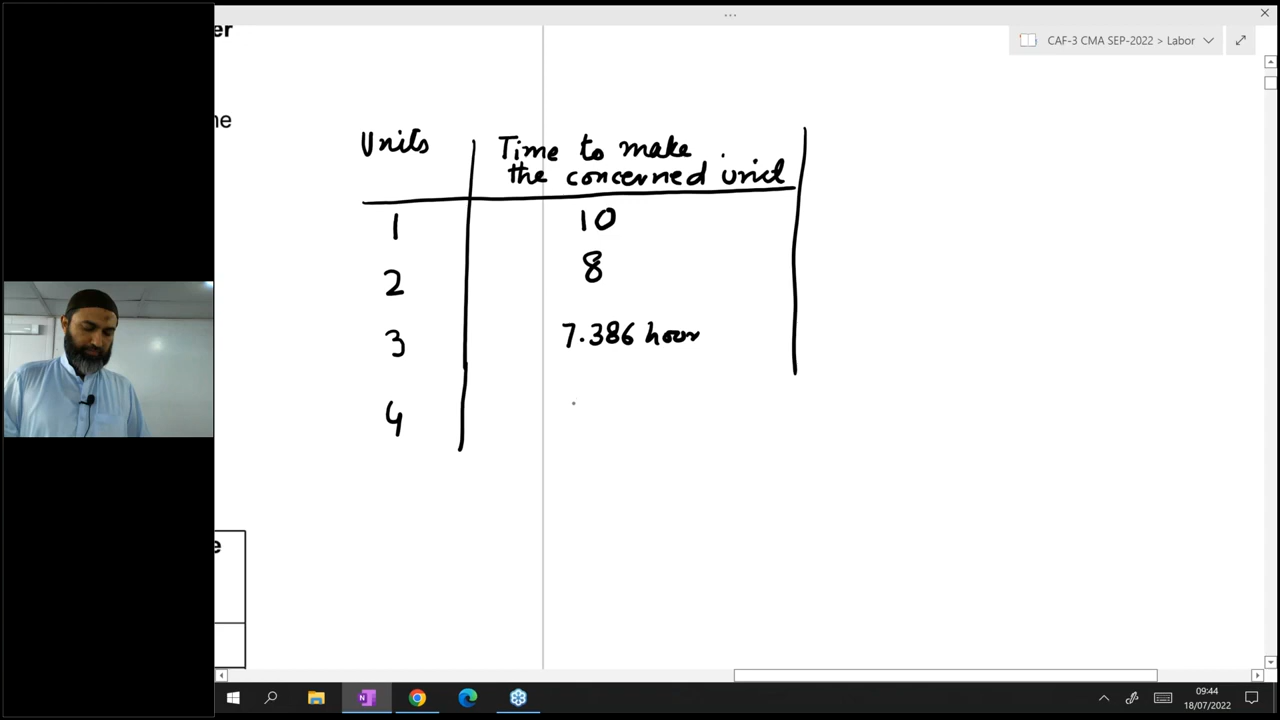 er
CAF-3 CMA SEP-2022 > Labor
ne
Units
Time to make
the concerned unit
1
10
2
8
3
7.386 hour
4
e
09:44
18/07/2022